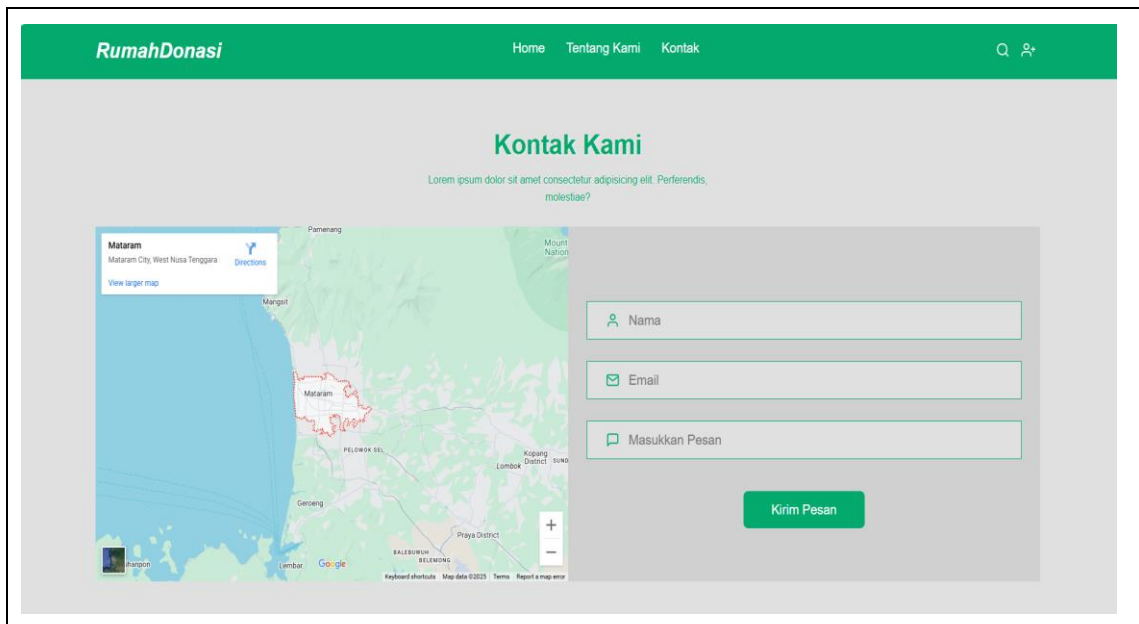 RumahDonasi
Home Tentang Kami Kontak
Kontak Kami
Lorem ipsum dolor sit amet consectetur adipisicing elit. Perferendis,
molestiae?
Mataram
Mataram City, West Nusa Tenggara
Directions
View larger map
Pamenang
Mount
Nation
Mangsit
Mataram
PELOWOK SEL
Kopang
District
Lombok
SUND
Geroeng
Praya District
BALEBUWUH
BELEMONG
Lembar
Google
Keyboard shortcuts Map data ©2025 Terms Report a map error
Nama
Email
Masukkan Pesan
Kirim Pesan